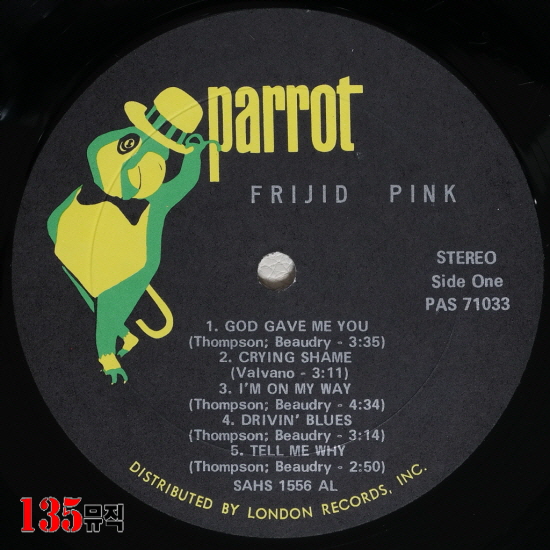 parrot
FRIJID PINK
STEREO
Side One
PAS 71033
1. GOD GAVE ME YOU
(Thompson; Beaudry - 3:35)
2. CRYING SHAME
(Valvano - 3:11)
3. I'M ON MY WAY
(Thompson; Beaudry - 4:34)
4. DRIVIN' BLUES
(Thompson; Beaudry - 3:14)
5. TELL ME WHY
(Thompson; Beaudry - 2:50)
SAHS 1556 AL
DISTRIBUTED BY LONDON RECORDS, INC.
135뮤직